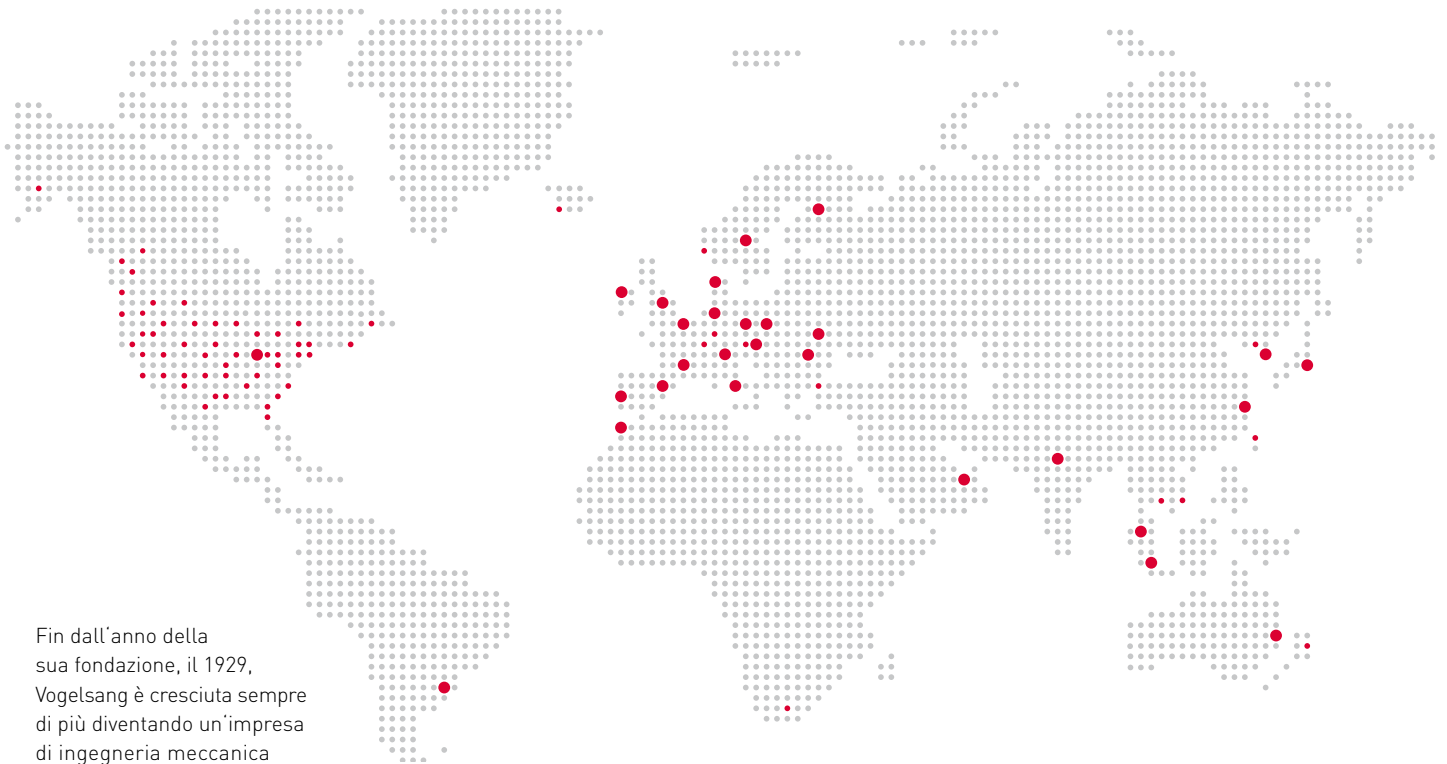 Fin dall‘anno della
sua fondazione, il 1929,
Vogelsang è cresciuta sempre
di più diventando un‘impresa
di ingegneria meccanica